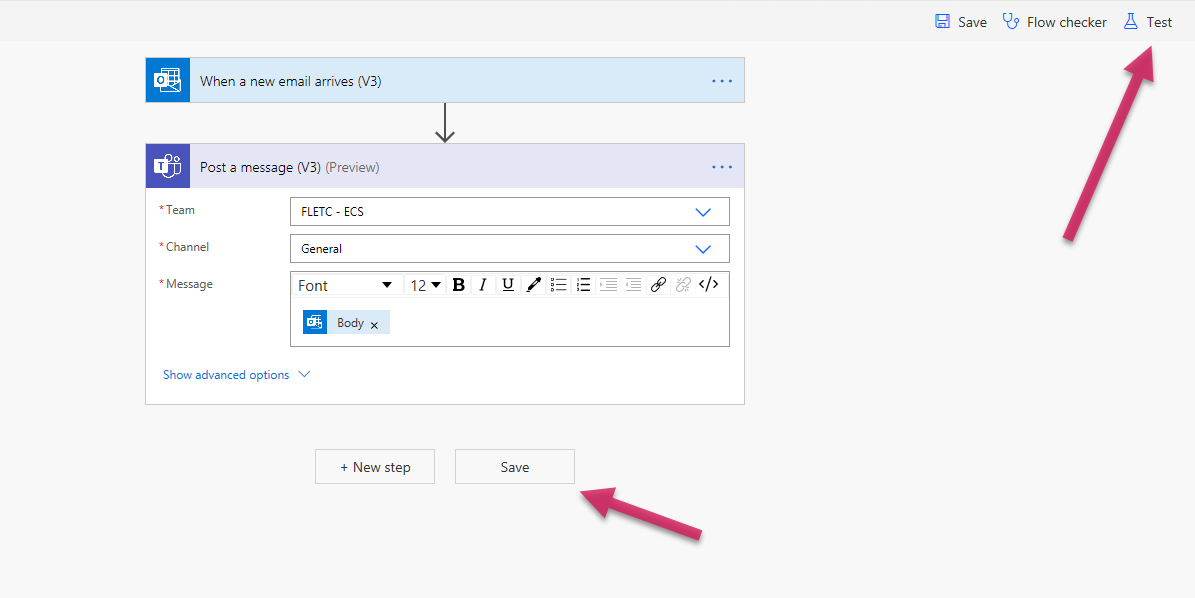 Save Flow checker Test
When a new email arrives (V3) ...
Post a message (V3) (Preview) ...
* Team FLETC - ECS
* Channel General
* Message Font 12 B I U </>
Body ×
Show advanced options
+ New step Save